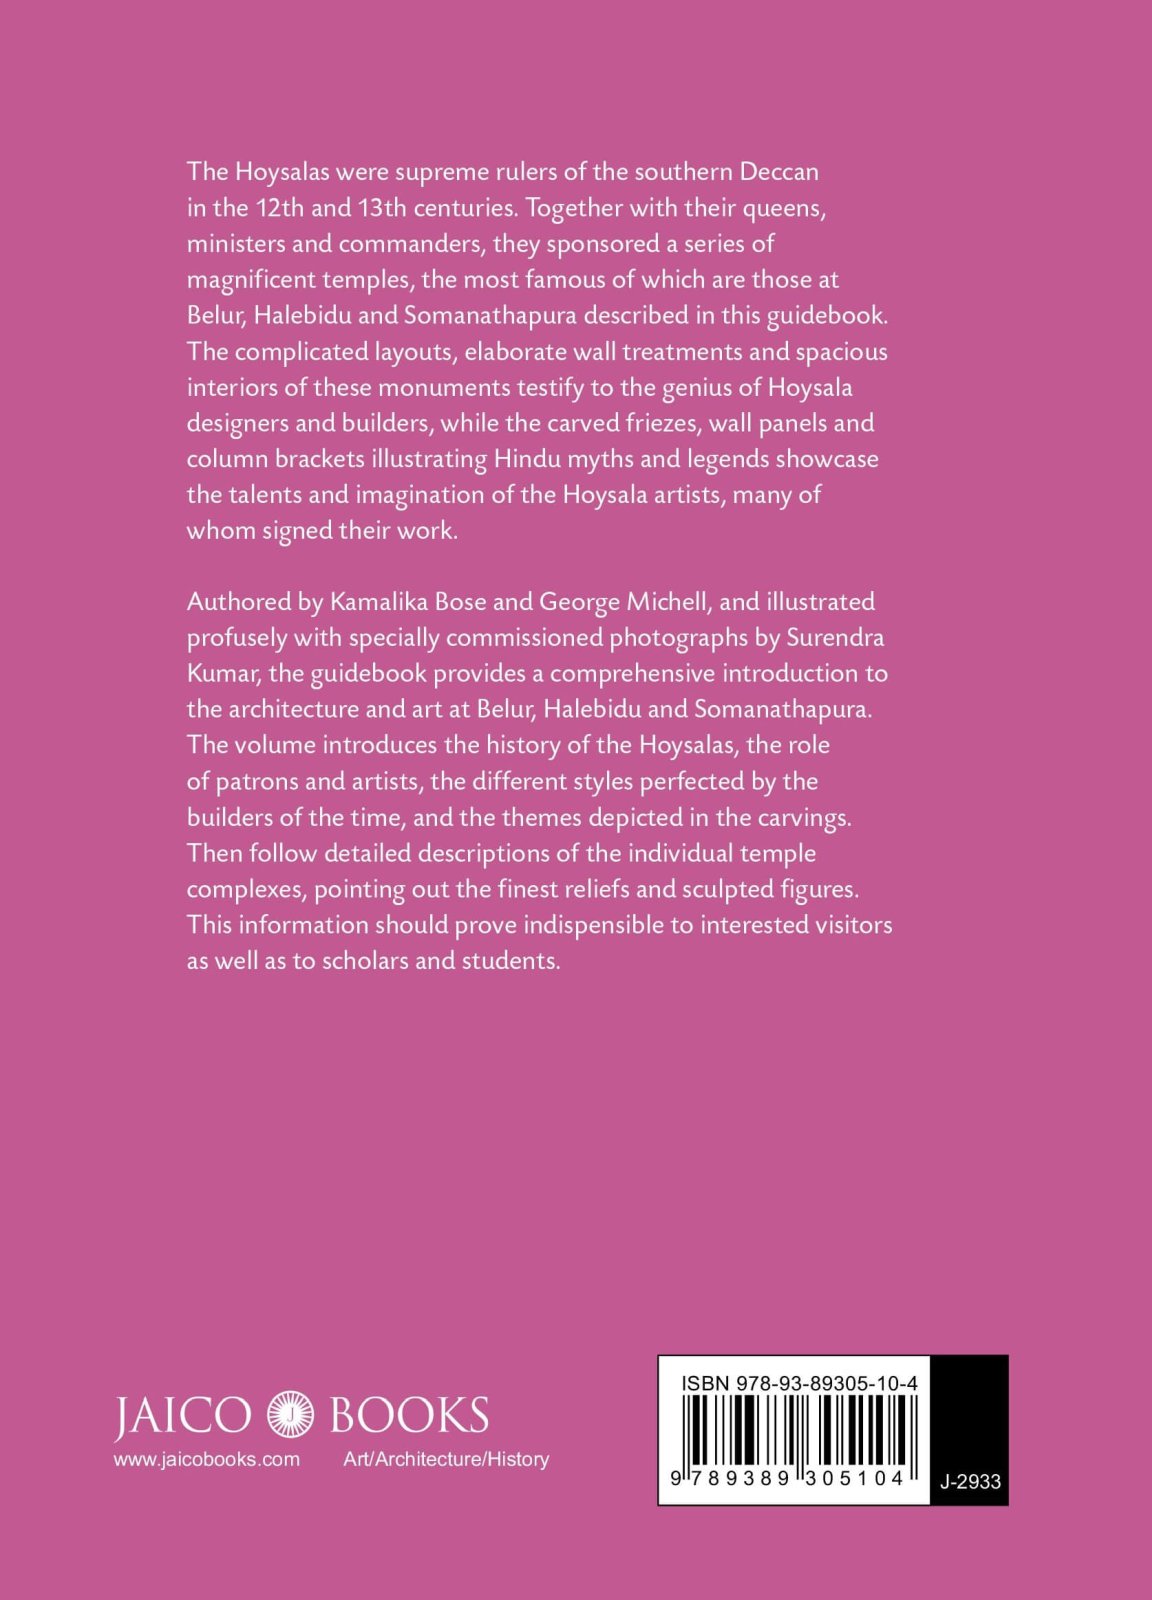 The Hoysalas were supreme rulers of the southern Deccan
in the 12th and 13th centuries. Together with their queens,
ministers and commanders, they sponsored a series of
magnificent temples, the most famous of which are those at
Belur, Halebidu and Somanathapura described in this guidebook.
The complicated layouts, elaborate wall treatments and spacious
interiors of these monuments testify to the genius of Hoysala
designers and builders, while the carved friezes, wall panels and
column brackets illustrating Hindu myths and legends showcase
the talents and imagination of the Hoysala artists, many of
whom signed their work.
Authored by Kamalika Bose and George Michell, and illustrated
profusely with specially commissioned photographs by Surendra
Kumar, the guidebook provides a comprehensive introduction to
the architecture and art at Belur, Halebidu and Somanathapura.
The volume introduces the history of the Hoysalas, the role
of patrons and artists, the different styles perfected by the
builders of the time, and the themes depicted in the carvings.
Then follow detailed descriptions of the individual temple
complexes, pointing out the finest reliefs and sculpted figures.
This information should prove indispensible to interested visitors
as well as to scholars and students.
JAICO J BOOKS
www.jaicobooks.com Art/Architecture/History
ISBN 978-93-89305-10-4
9 789389 305104
J-2933